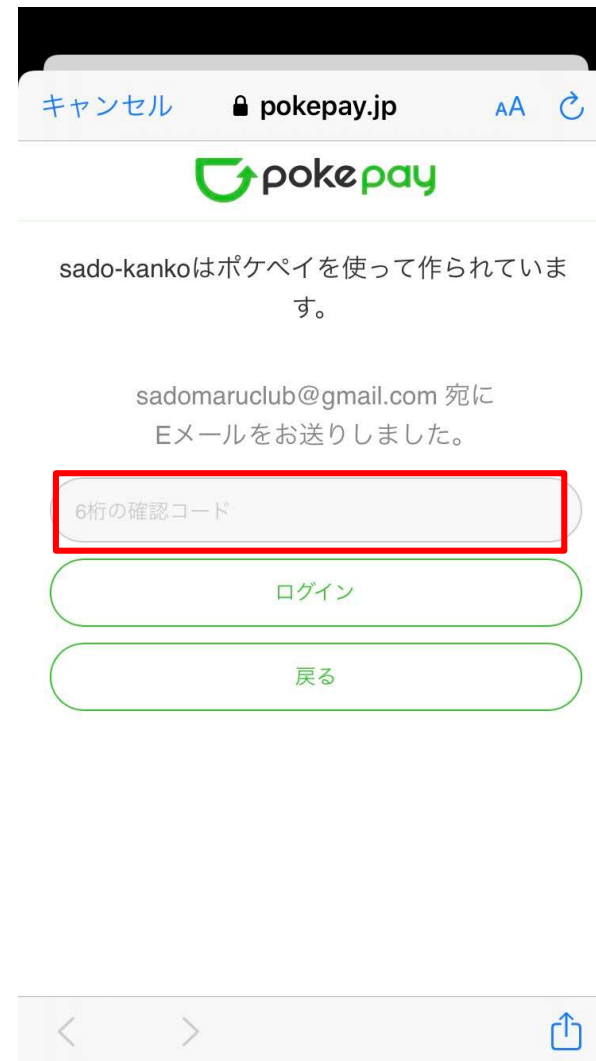 キャンセル pokepay.jp AA
pokepay
sado-kankoはポケペイを使って作られていま
す。
sadomaruclub@gmail.com 宛に
Eメールをお送りしました。
6桁の確認コード
ログイン
戻る